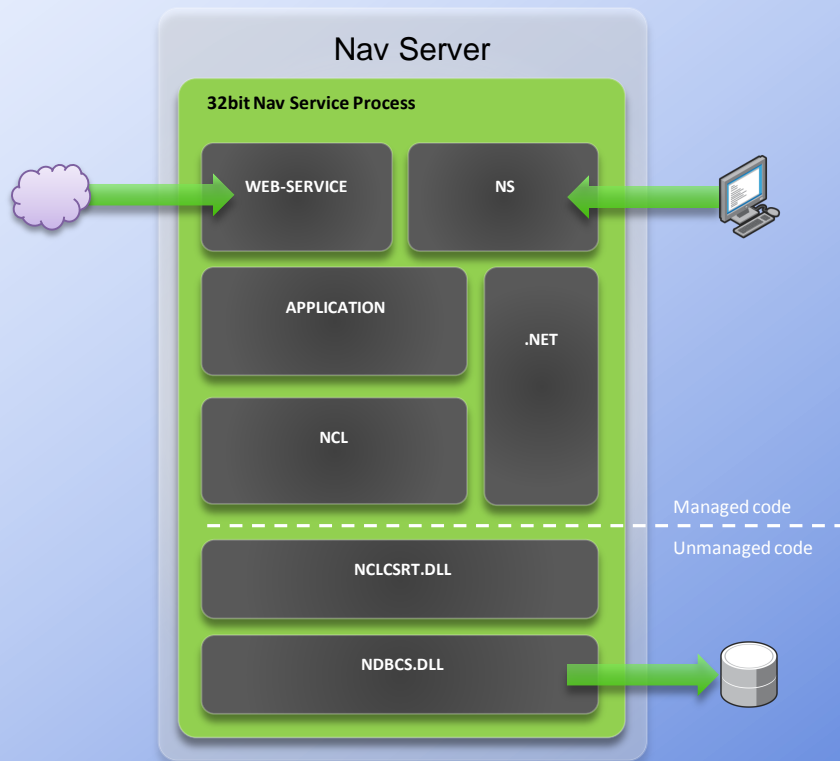 Nav Server
32bit Nav Service Process
WEB-SERVICE
NS
APPLICATION
.NET
NCL
Managed code
Unmanaged code
NCLCSRT.DLL
NDBCS.DLL